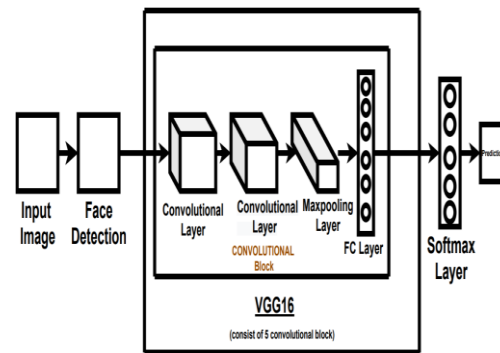 Input
Image
Face
Detection
Convolutional
Layer
Convolutional
Layer
Maxpooling
Layer
FC Layer
CONVOLUTIONAL
Block
VGG16
(consist of 5 convolutional block)
Softmax
Layer
Prediction